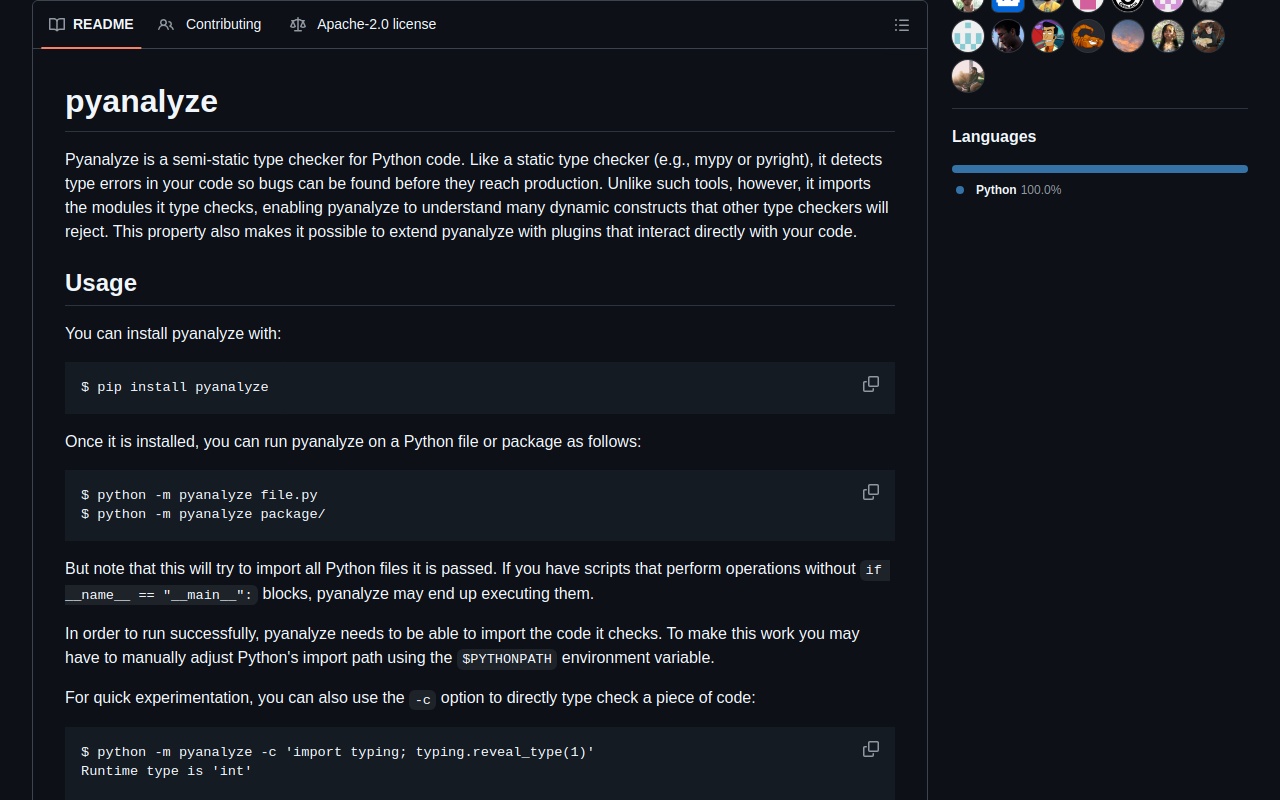 README
Contributing
Apache-2.0 license
pyanalyze
Pyanalyze is a semi-static type checker for Python code. Like a static type checker (e.g., mypy or pyright), it detects
type errors in your code so bugs can be found before they reach production. Unlike such tools, however, it imports
the modules it type checks, enabling pyanalyze to understand many dynamic constructs that other type checkers will
reject. This property also makes it possible to extend pyanalyze with plugins that interact directly with your code.
Usage
You can install pyanalyze with:
$ pip install pyanalyze
Once it is installed, you can run pyanalyze on a Python file or package as follows:
$ python -m pyanalyze file.py
$ python -m pyanalyze package/
But note that this will try to import all Python files it is passed. If you have scripts that perform operations without if
__name__ == "__main__": blocks, pyanalyze may end up executing them.
In order to run successfully, pyanalyze needs to be able to import the code it checks. To make this work you may
have to manually adjust Python's import path using the $PYTHONPATH environment variable.
For quick experimentation, you can also use the -c option to directly type check a piece of code:
$ python -m pyanalyze -c 'import typing; typing.reveal_type(1)'
Runtime type is 'int'
Languages
Python 100.0%